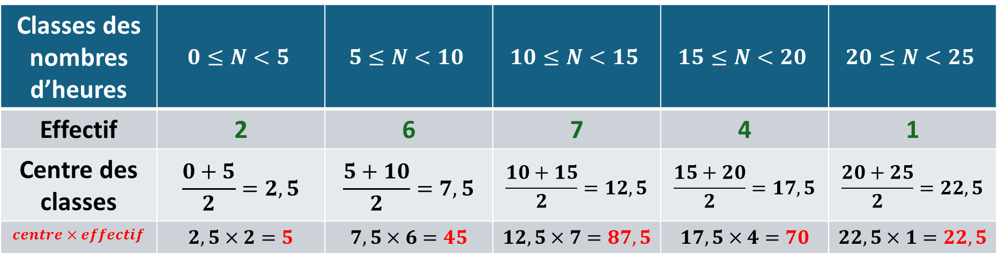 Classes des nombres d’heures	0 ≤ N < 5	5 ≤ N < 10	10 ≤ N < 15	15 ≤ N < 20	20 ≤ N < 25
Effectif	2	6	7	4	1
Centre des classes	(0 + 5)/2 = 2,5	(5 + 10)/2 = 7,5	(10 + 15)/2 = 12,5	(15 + 20)/2 = 17,5	(20 + 25)/2 = 22,5
centre × effectif	2,5 × 2 = 5	7,5 × 6 = 45	12,5 × 7 = 87,5	17,5 × 4 = 70	22,5 × 1 = 22,5